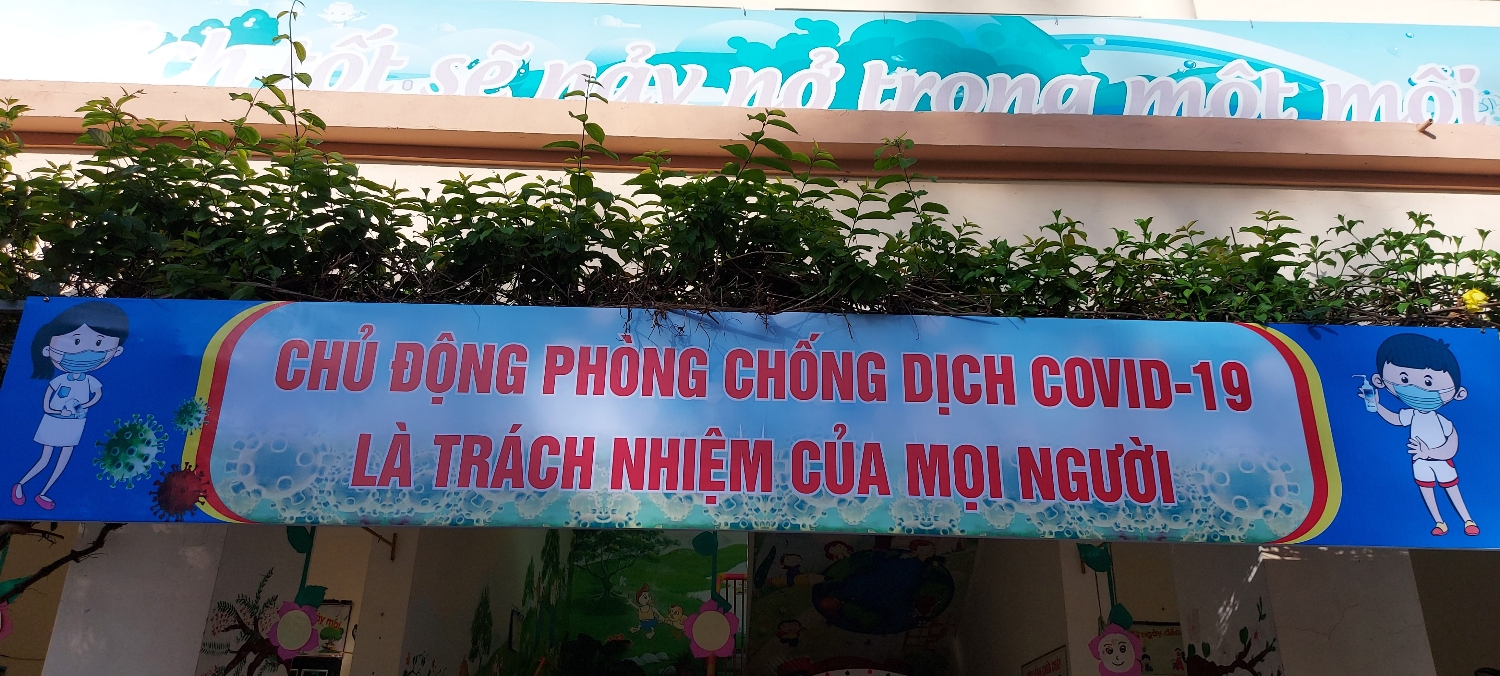 tốt sẽ nảy nở trong một môi
CHỦ ĐỘNG PHÒNG CHỐNG DỊCH COVID-19
LÀ TRÁCH NHIỆM CỦA MỌI NGƯỜI